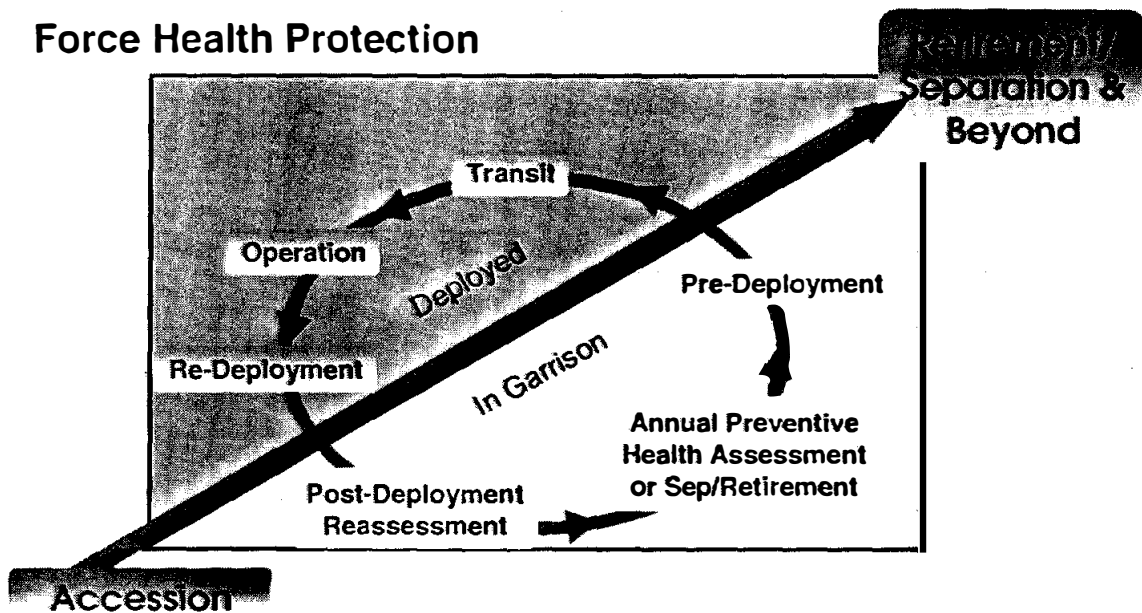 Force Health Protection
Retirement/
Separation &
Beyond
Transit
Operation
Deployed
Pre-Deployment
Re-Deployment
In Garrison
Annual Preventive
Health Assessment
or Sep/Retirement
Post-Deployment
Reassessment
Accession